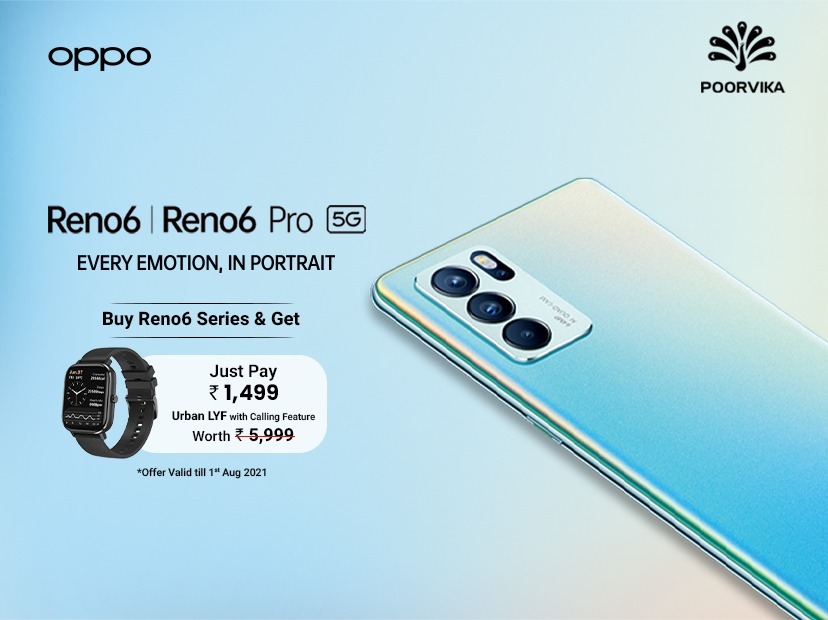 oppo
POORVIKA
Reno6 | Reno6 Pro 5G
EVERY EMOTION, IN PORTRAIT
Buy Reno6 Series & Get
Just Pay
₹ 1,499
Urban LYF with Calling Feature
Worth ₹ 5,999
*Offer Valid till 1st Aug 2021